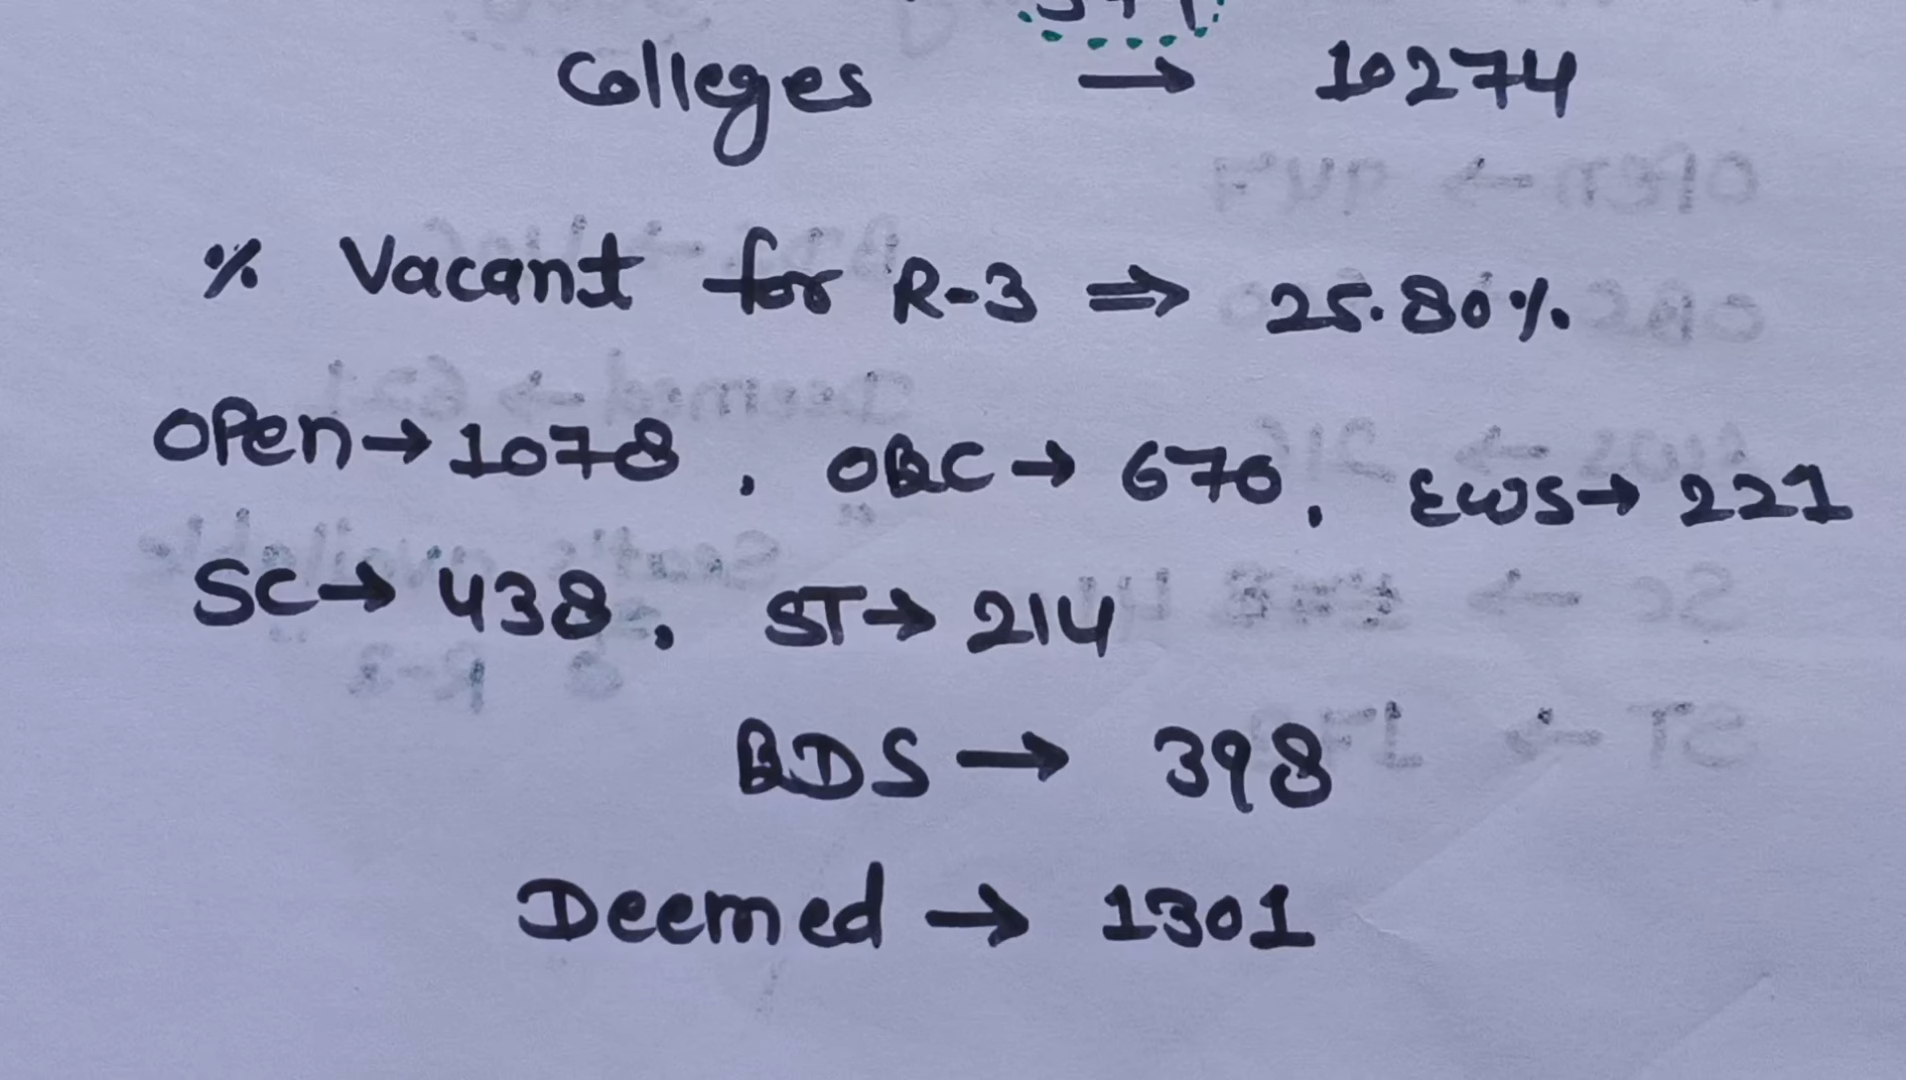 Colleges → 10274
% Vacant for R-3 ⇒ 25.80%
OPen → 1078, OBC → 670, EWS → 221
SC → 438, ST → 214
BDS → 398
Deemed → 1301